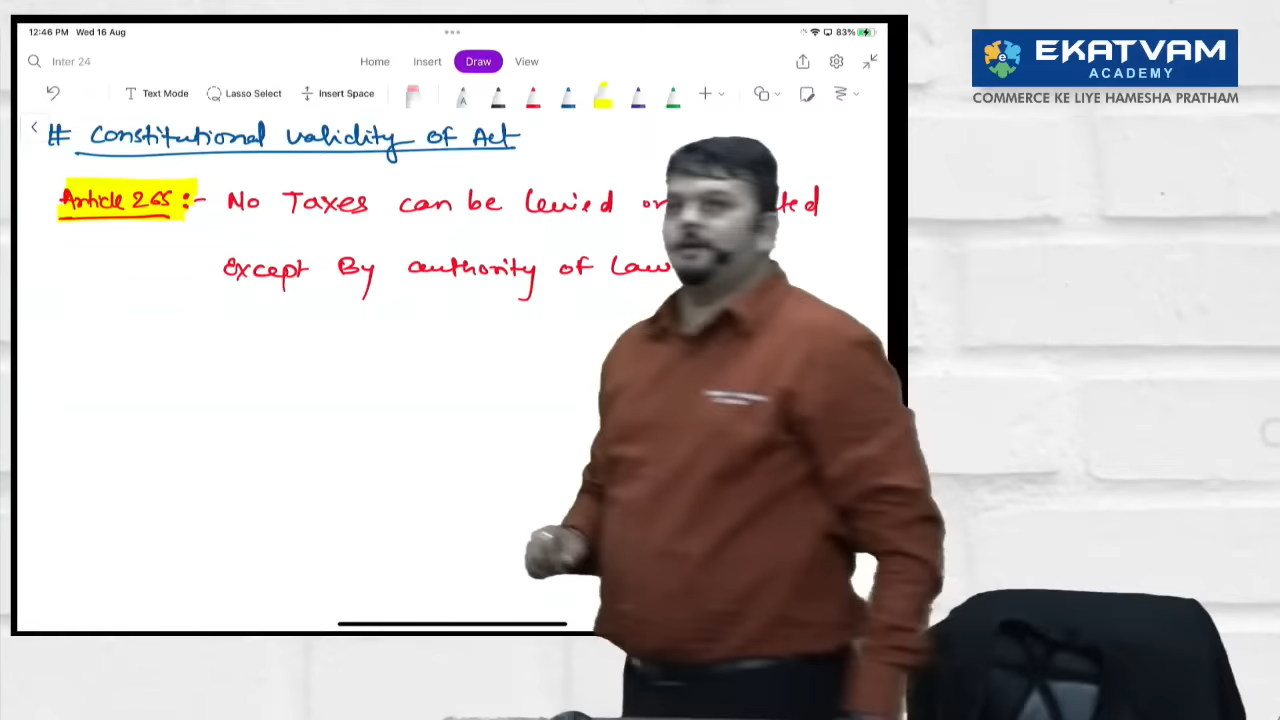 12:46 PM Wed 16 Aug
83%
Inter 24
Home Insert Draw View
Text Mode Lasso Select Insert Space
# Constitutional validity of Act
Article 265 :- No Taxes can be levied or
Except By authority of Law
EKATVAM
ACADEMY
COMMERCE KE LIYE HAMESHA PRATHAM